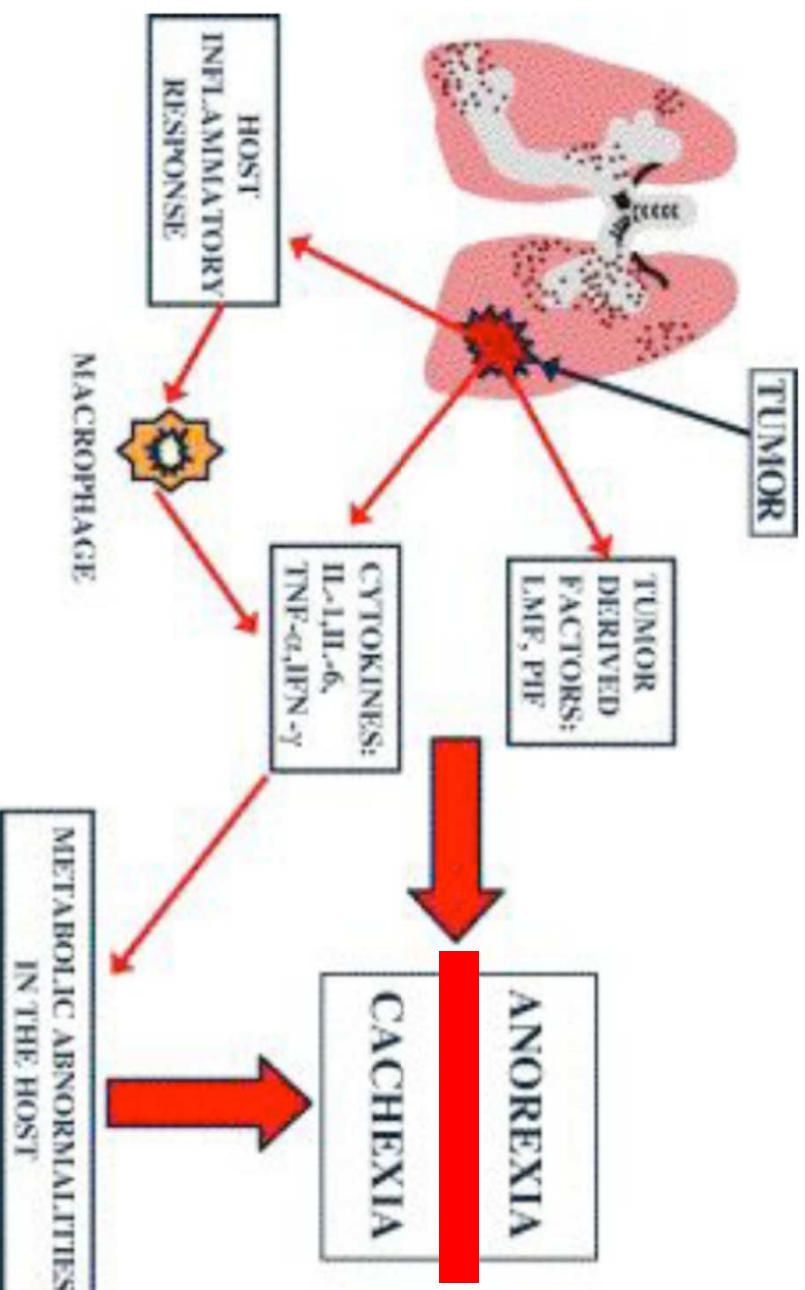 TUMOR
TUMOR
DERIVED
FACTORS:
LMF, PIF
CYTOKINES:
IL-1,IL-6,
TNF-α,IFN-γ
HOST
INFLAMMATORY
RESPONSE
MACROPHAGE
ANOREXIA
CACHEXIA
METABOLIC ABNORMALITIES
IN THE HOST